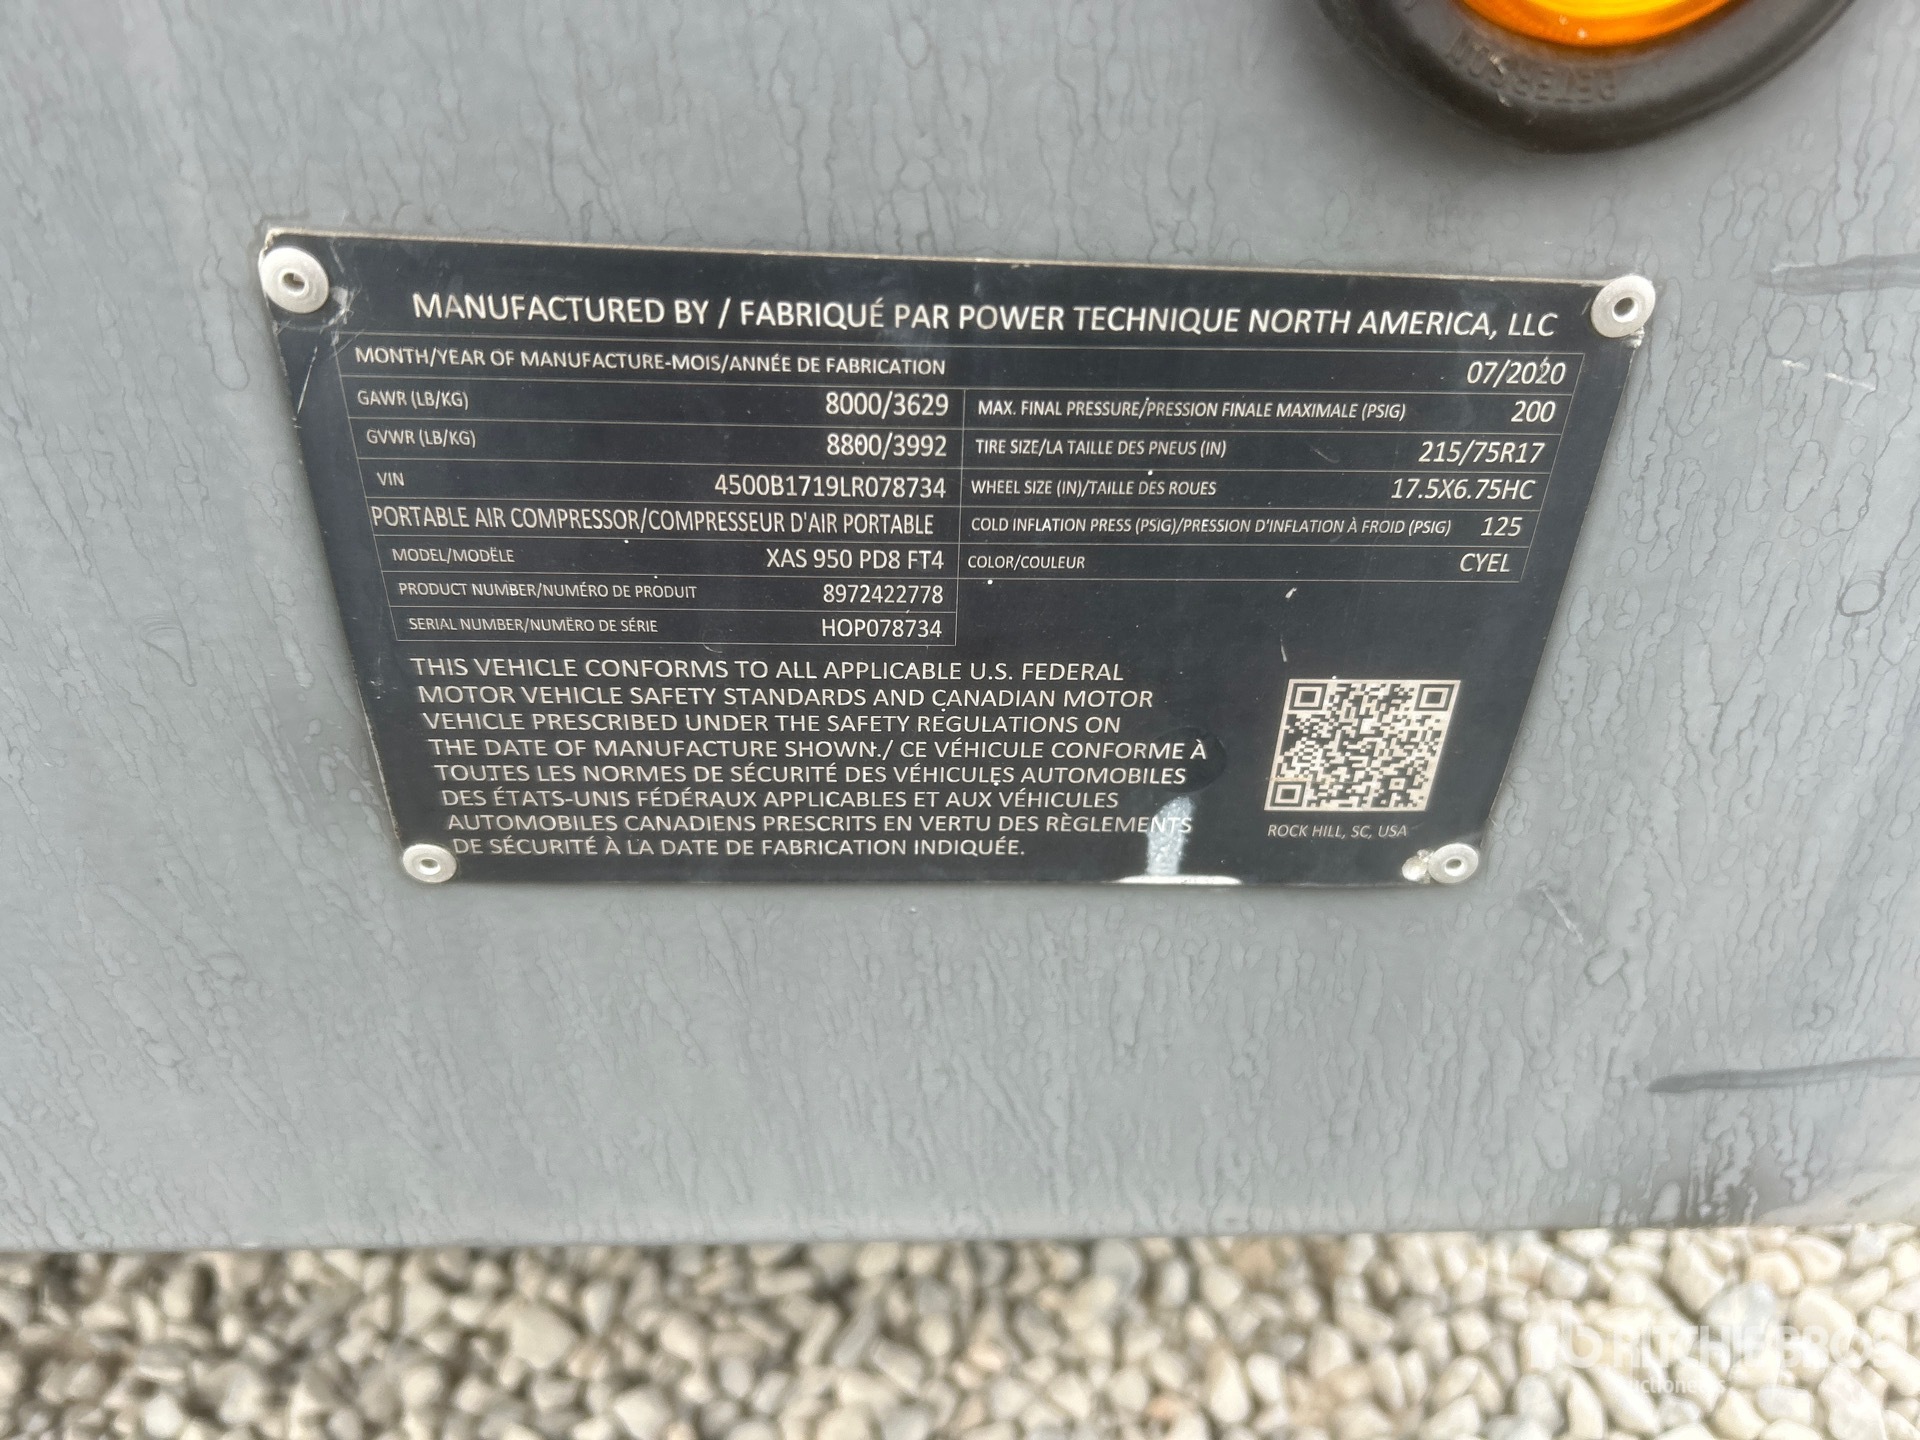 PETERSON
MANUFACTURED BY / FABRIQUÉ PAR POWER TECHNIQUE NORTH AMERICA, LLC
MONTH/YEAR OF MANUFACTURE-MOIS/ANNÉE DE FABRICATION 07/2020
GAWR (LB/KG) 8000/3629 MAX. FINAL PRESSURE/PRESSION FINALE MAXIMALE (PSIG) 200
GVWR (LB/KG) 8800/3992 TIRE SIZE/LA TAILLE DES PNEUS (IN) 215/75R17
VIN 4500B1719LR078734 WHEEL SIZE (IN)/TAILLE DES ROUES 17.5X6.75HC
PORTABLE AIR COMPRESSOR/COMPRESSEUR D'AIR PORTABLE COLD INFLATION PRESS (PSIG)/PRESSION D'INFLATION À FROID (PSIG) 125
MODEL/MODËLE XAS 950 PD8 FT4 COLOR/COULEUR CYEL
PRODUCT NUMBER/NUMÉRO DE PRODUIT 8972422778
SERIAL NUMBER/NUMËRO DE SÉRIE HOP078734
THIS VEHICLE CONFORMS TO ALL APPLICABLE U.S. FEDERAL
MOTOR VEHICLE SAFETY STANDARDS AND CANADIAN MOTOR
VEHICLE PRESCRIBED UNDER THE SAFETY REGULATIONS ON
THE DATE OF MANUFACTURE SHOWN./ CE VÉHICULE CONFORME À
TOUTES LES NORMES DE SÉCURITÉ DES VÉHICULES AUTOMOBILES
DES ÉTATS-UNIS FÉDÉRAUX APPLICABLES ET AUX VÉHICULES
AUTOMOBILES CANADIENS PRESCRITS EN VERTU DES RÈGLEMENTS
DE SÉCURITÉ À LA DATE DE FABRICATION INDIQUÉE.
ROCK HILL, SC, USA
RITCHIE BROS
Auctioneers